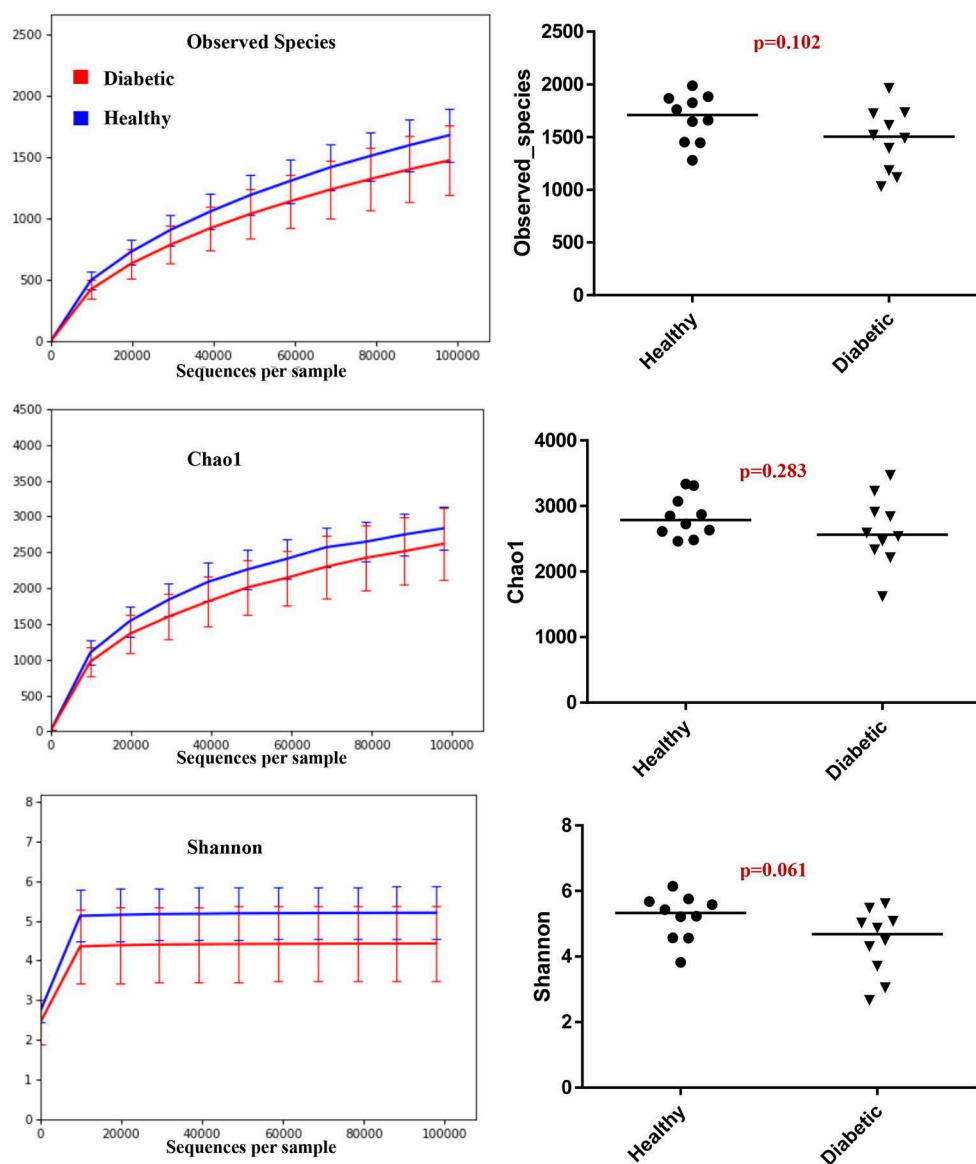 Observed Species
Diabetic
Healthy
2500
2000
1500
1000
500
0
0 20000 40000 60000 80000 100000
Sequences per sample
p=0.102
Observed_species
2500
2000
1500
1000
500
0
Healthy
Diabetic
Chao1
4500
4000
3500
3000
2500
2000
1500
1000
500
0
0 20000 40000 60000 80000 100000
Sequences per sample
p=0.283
Chao1
4000
3000
2000
1000
0
Healthy
Diabetic
Shannon
8
7
6
5
4
3
2
1
0
0 20000 40000 60000 80000 100000
Sequences per sample
p=0.061
Shannon
8
6
4
2
0
Healthy
Diabetic